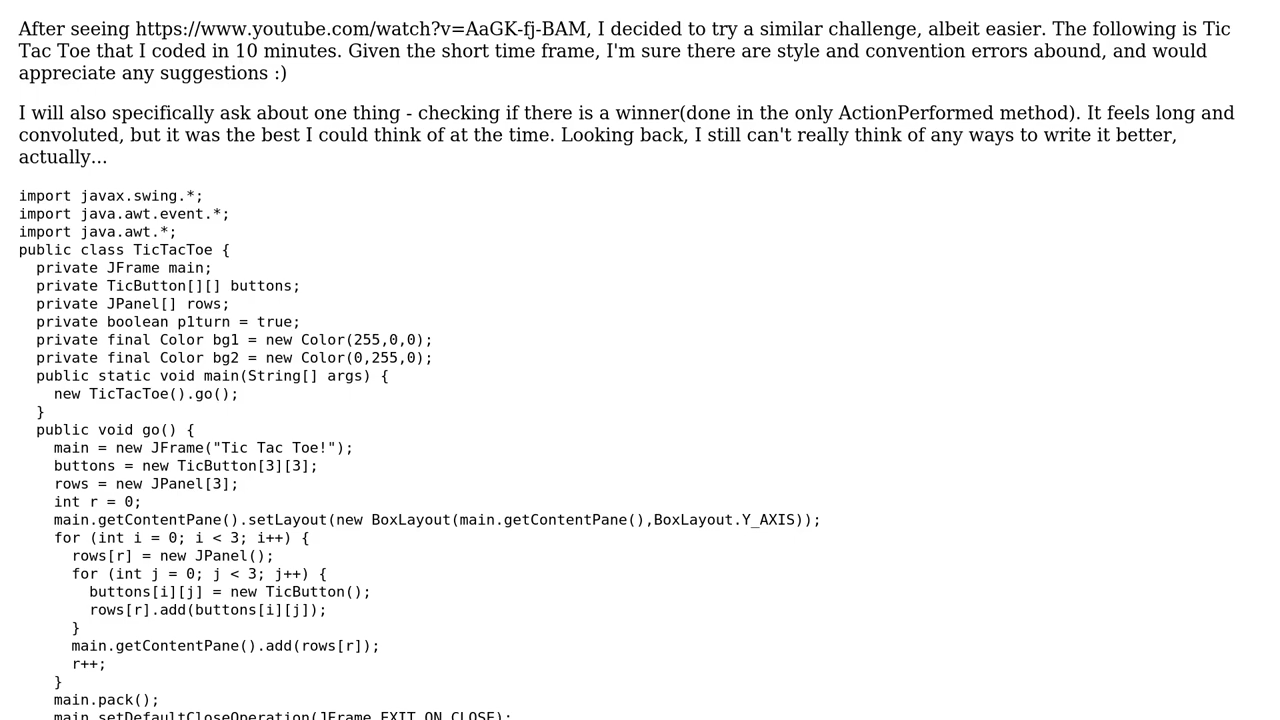 After seeing https://www.youtube.com/watch?v=AaGK-fj-BAM, I decided to try a similar challenge, albeit easier. The following is Tic
Tac Toe that I coded in 10 minutes. Given the short time frame, I'm sure there are style and convention errors abound, and would
appreciate any suggestions :)
I will also specifically ask about one thing - checking if there is a winner(done in the only ActionPerformed method). It feels long and
convoluted, but it was the best I could think of at the time. Looking back, I still can't really think of any ways to write it better,
actually...
import javax.swing.*;
import java.awt.event.*;
import java.awt.*;
public class TicTacToe {
  private JFrame main;
  private TicButton[][] buttons;
  private JPanel[] rows;
  private boolean p1turn = true;
  private final Color bg1 = new Color(255,0,0);
  private final Color bg2 = new Color(0,255,0);
  public static void main(String[] args) {
    new TicTacToe().go();
  }
  public void go() {
    main = new JFrame("Tic Tac Toe!");
    buttons = new TicButton[3][3];
    rows = new JPanel[3];
    int r = 0;
    main.getContentPane().setLayout(new BoxLayout(main.getContentPane(),BoxLayout.Y_AXIS));
    for (int i = 0; i < 3; i++) {
      rows[r] = new JPanel();
      for (int j = 0; j < 3; j++) {
        buttons[i][j] = new TicButton();
        rows[r].add(buttons[i][j]);
      }
      main.getContentPane().add(rows[r]);
      r++;
    }
    main.pack();
    main.setDefaultCloseOperation(JFrame.EXIT_ON_CLOSE);